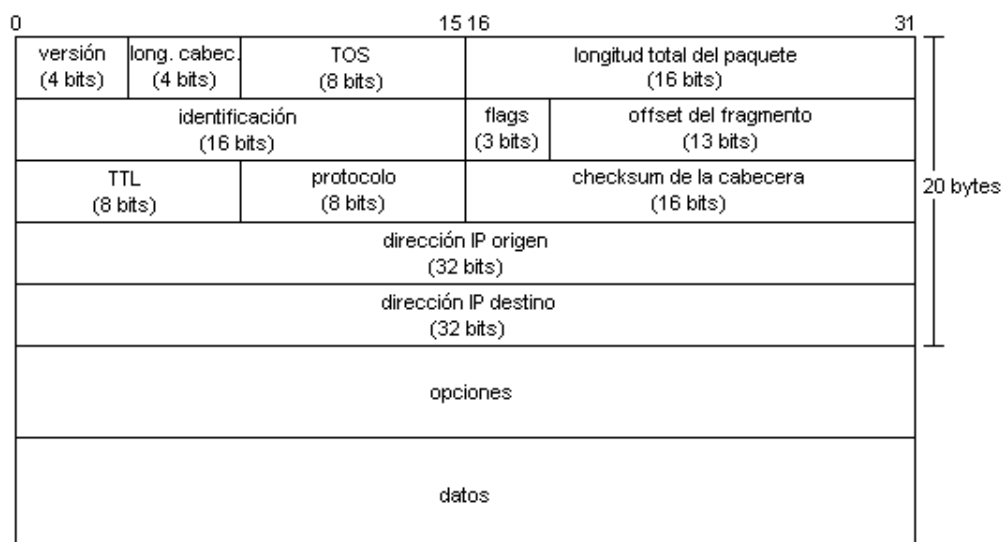 0 15 16 31
versión long. cabec. TOS longitud total del paquete
(4 bits) (4 bits) (8 bits) (16 bits)
identificación flags offset del fragmento
(16 bits) (3 bits) (13 bits)
TTL protocolo checksum de la cabecera
(8 bits) (8 bits) (16 bits)
20 bytes
dirección IP origen
(32 bits)
dirección IP destino
(32 bits)
opciones
datos